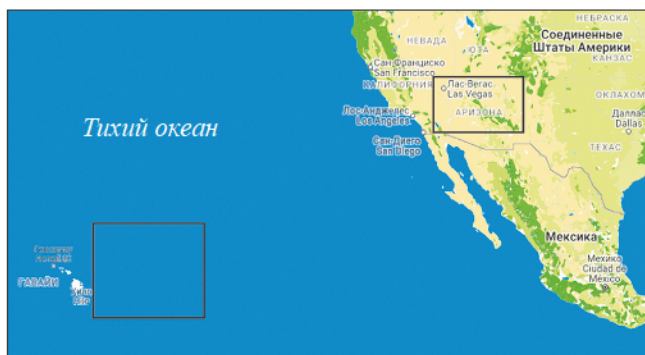 НЕБРАСКА
НЕВАДА
ЮТА
Соединенные
Штаты Америки
КАНЗАС
Сан-Франциско
San Francisco
КАЛИФОРНИЯ
Лас-Вегас
Las Vegas
ОКЛАХОМ
Лос-Анджелес
Los Angeles
АРИЗОНА
Даллас
Dallas
Тихий океан
Сан-Диего
San Diego
ТЕХАС
Мексика
ГАВАЙИ
Мехико
Ciudad de
México